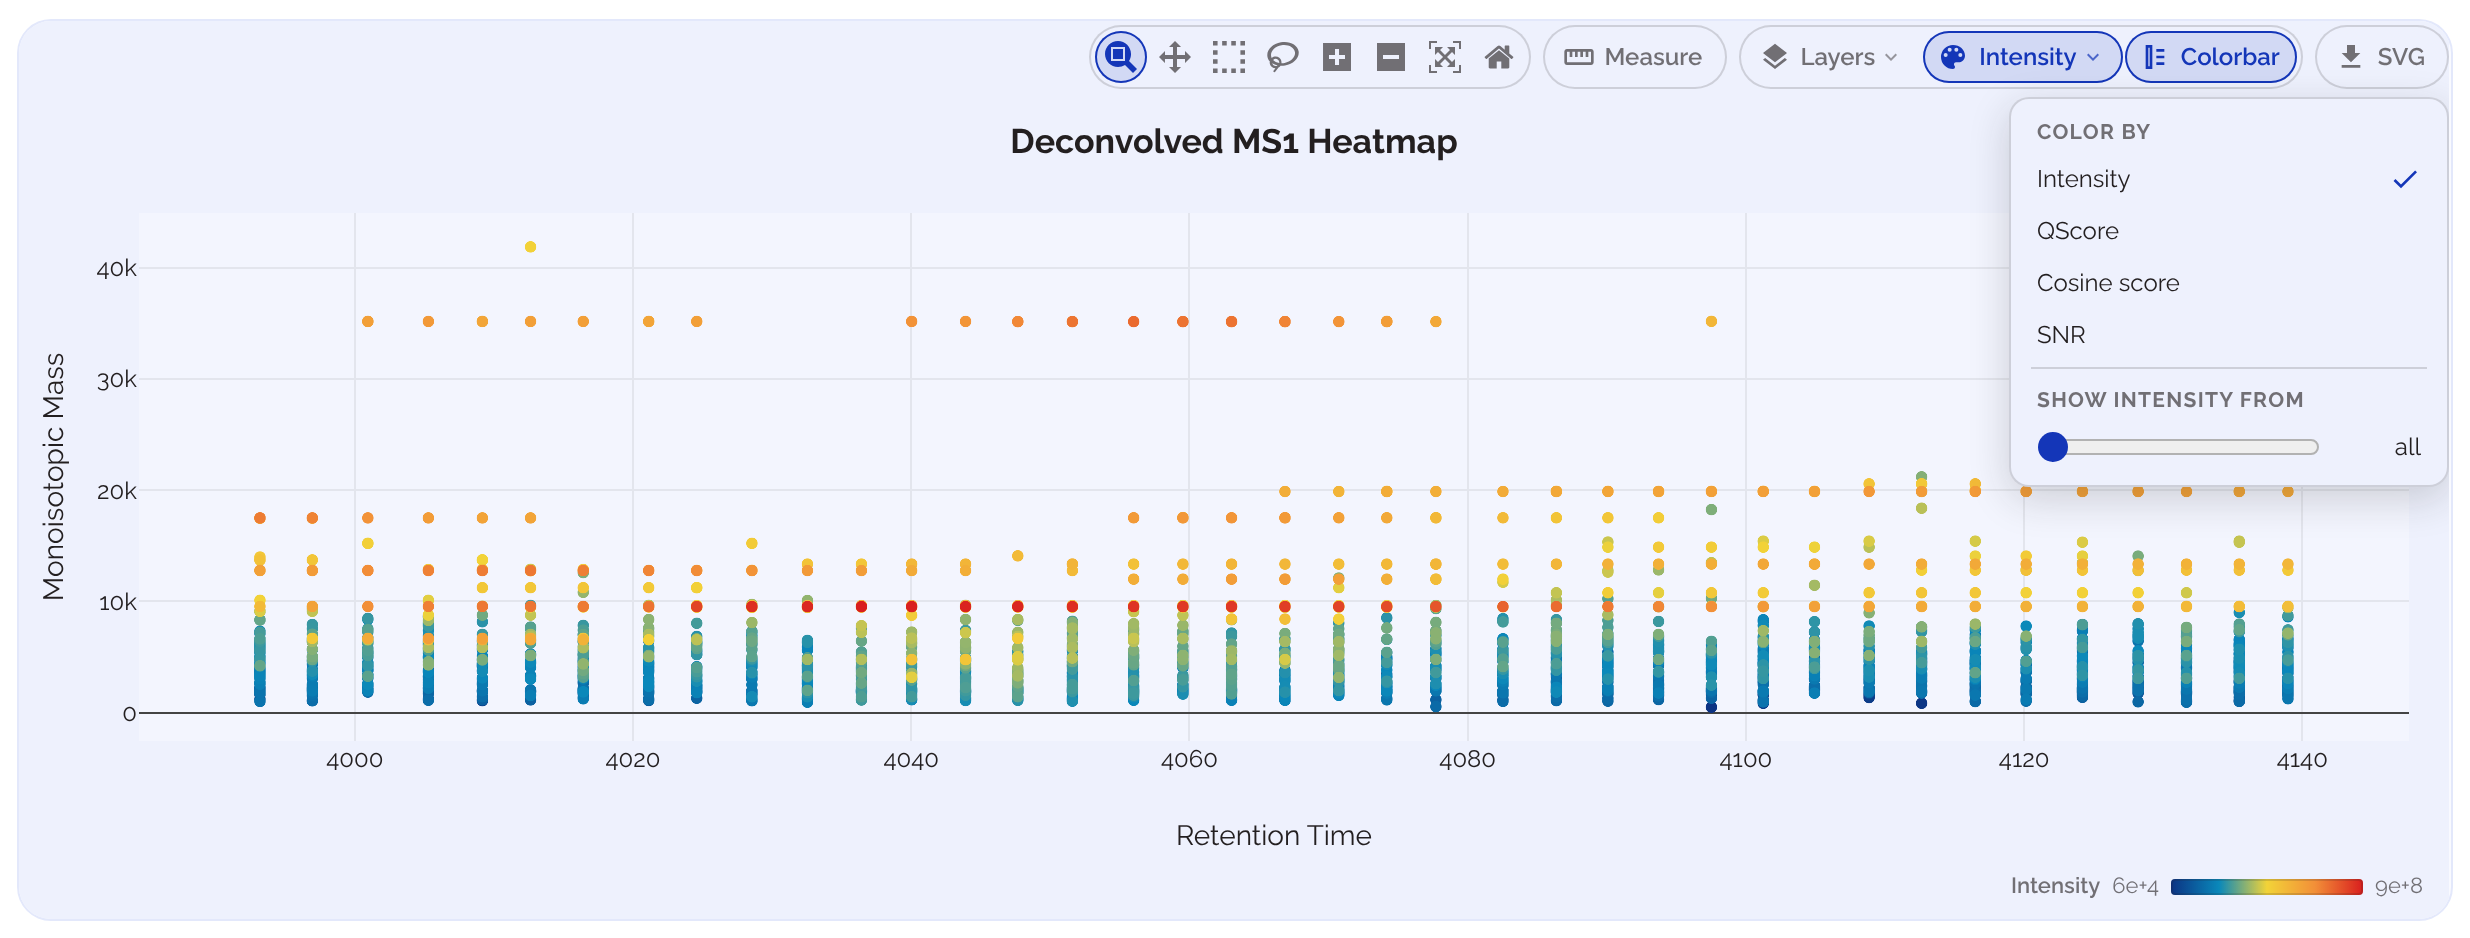 Measure
Layers
Intensity
Colorbar
SVG
Deconvolved MS1 Heatmap
COLOR BY
Intensity
QScore
Cosine score
SNR
SHOW INTENSITY FROM
all
Monoisotopic Mass
40k
30k
20k
10k
0
4000 4020 4040 4060 4080 4100 4120 4140
Retention Time
Intensity 6e+4 9e+8